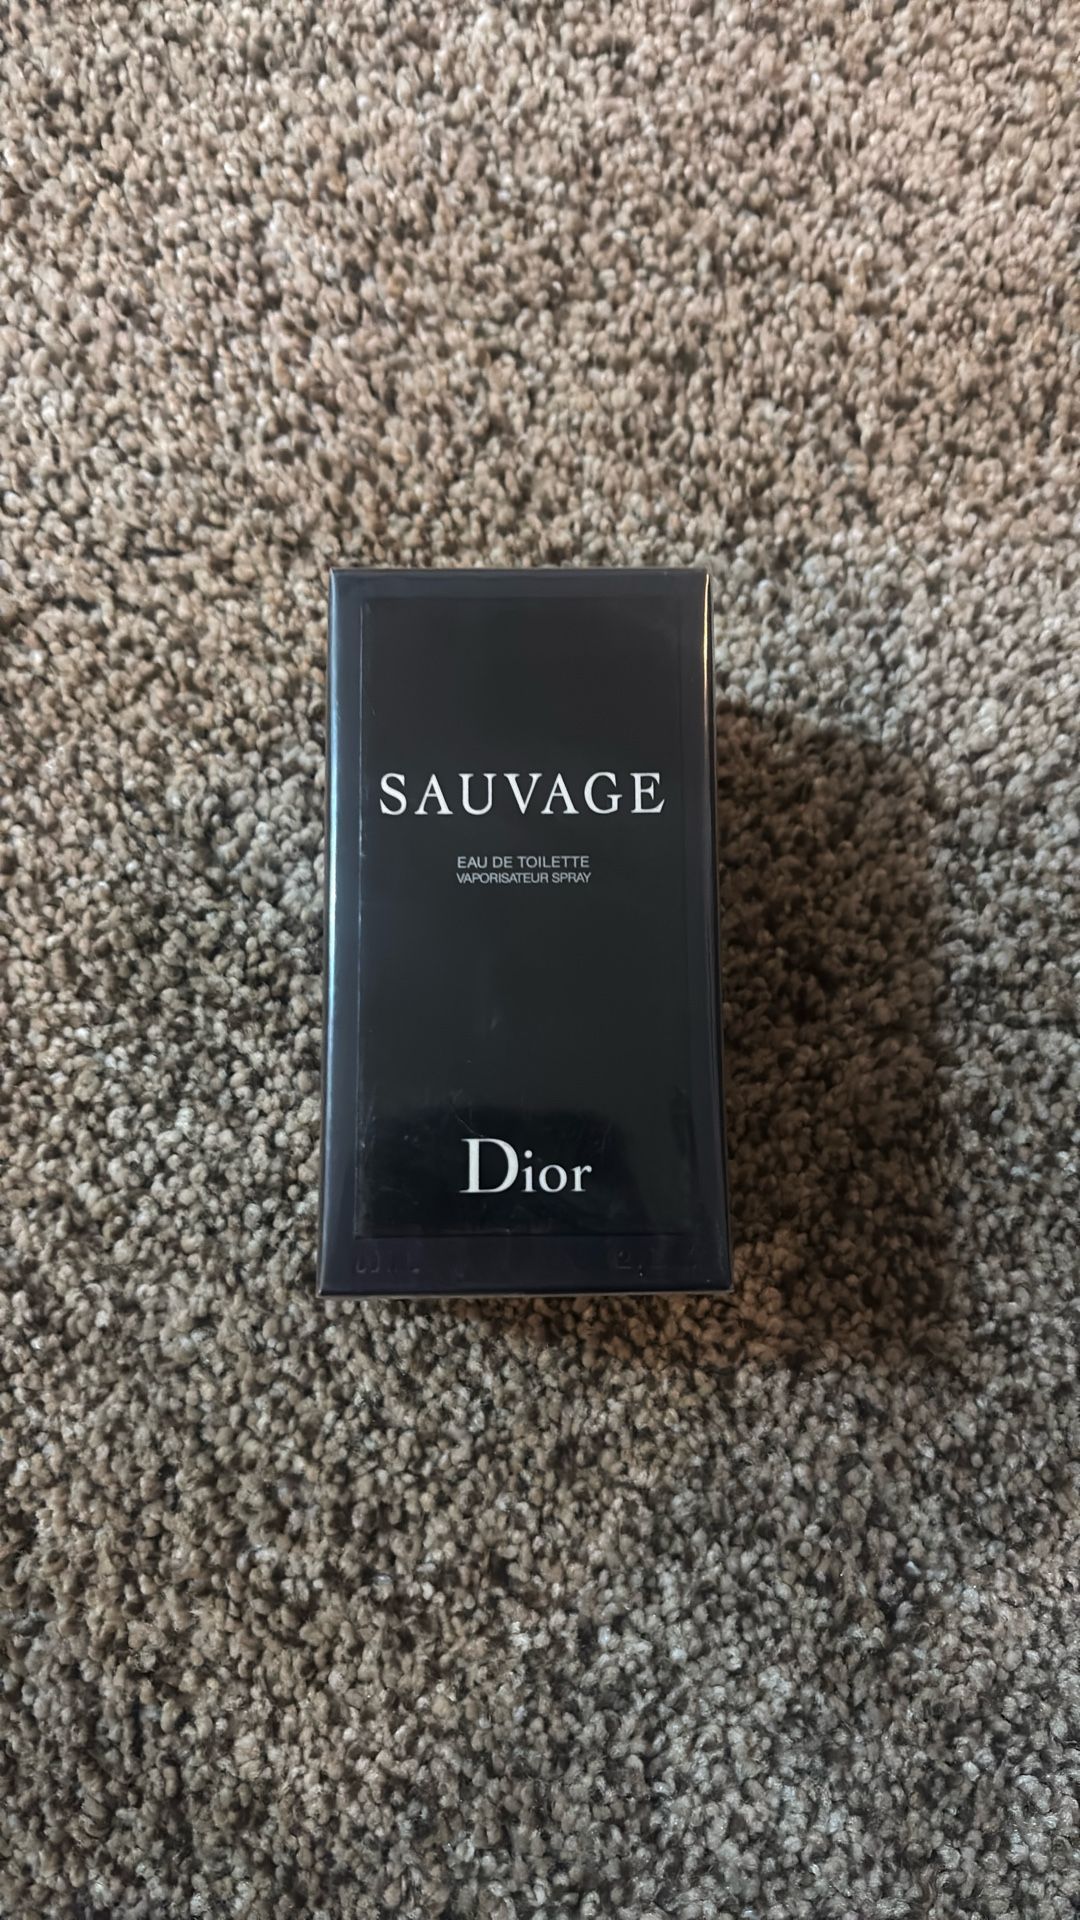 SAUVAGE
EAU DE TOILETTE
VAPORISATEUR SPRAY
Dior